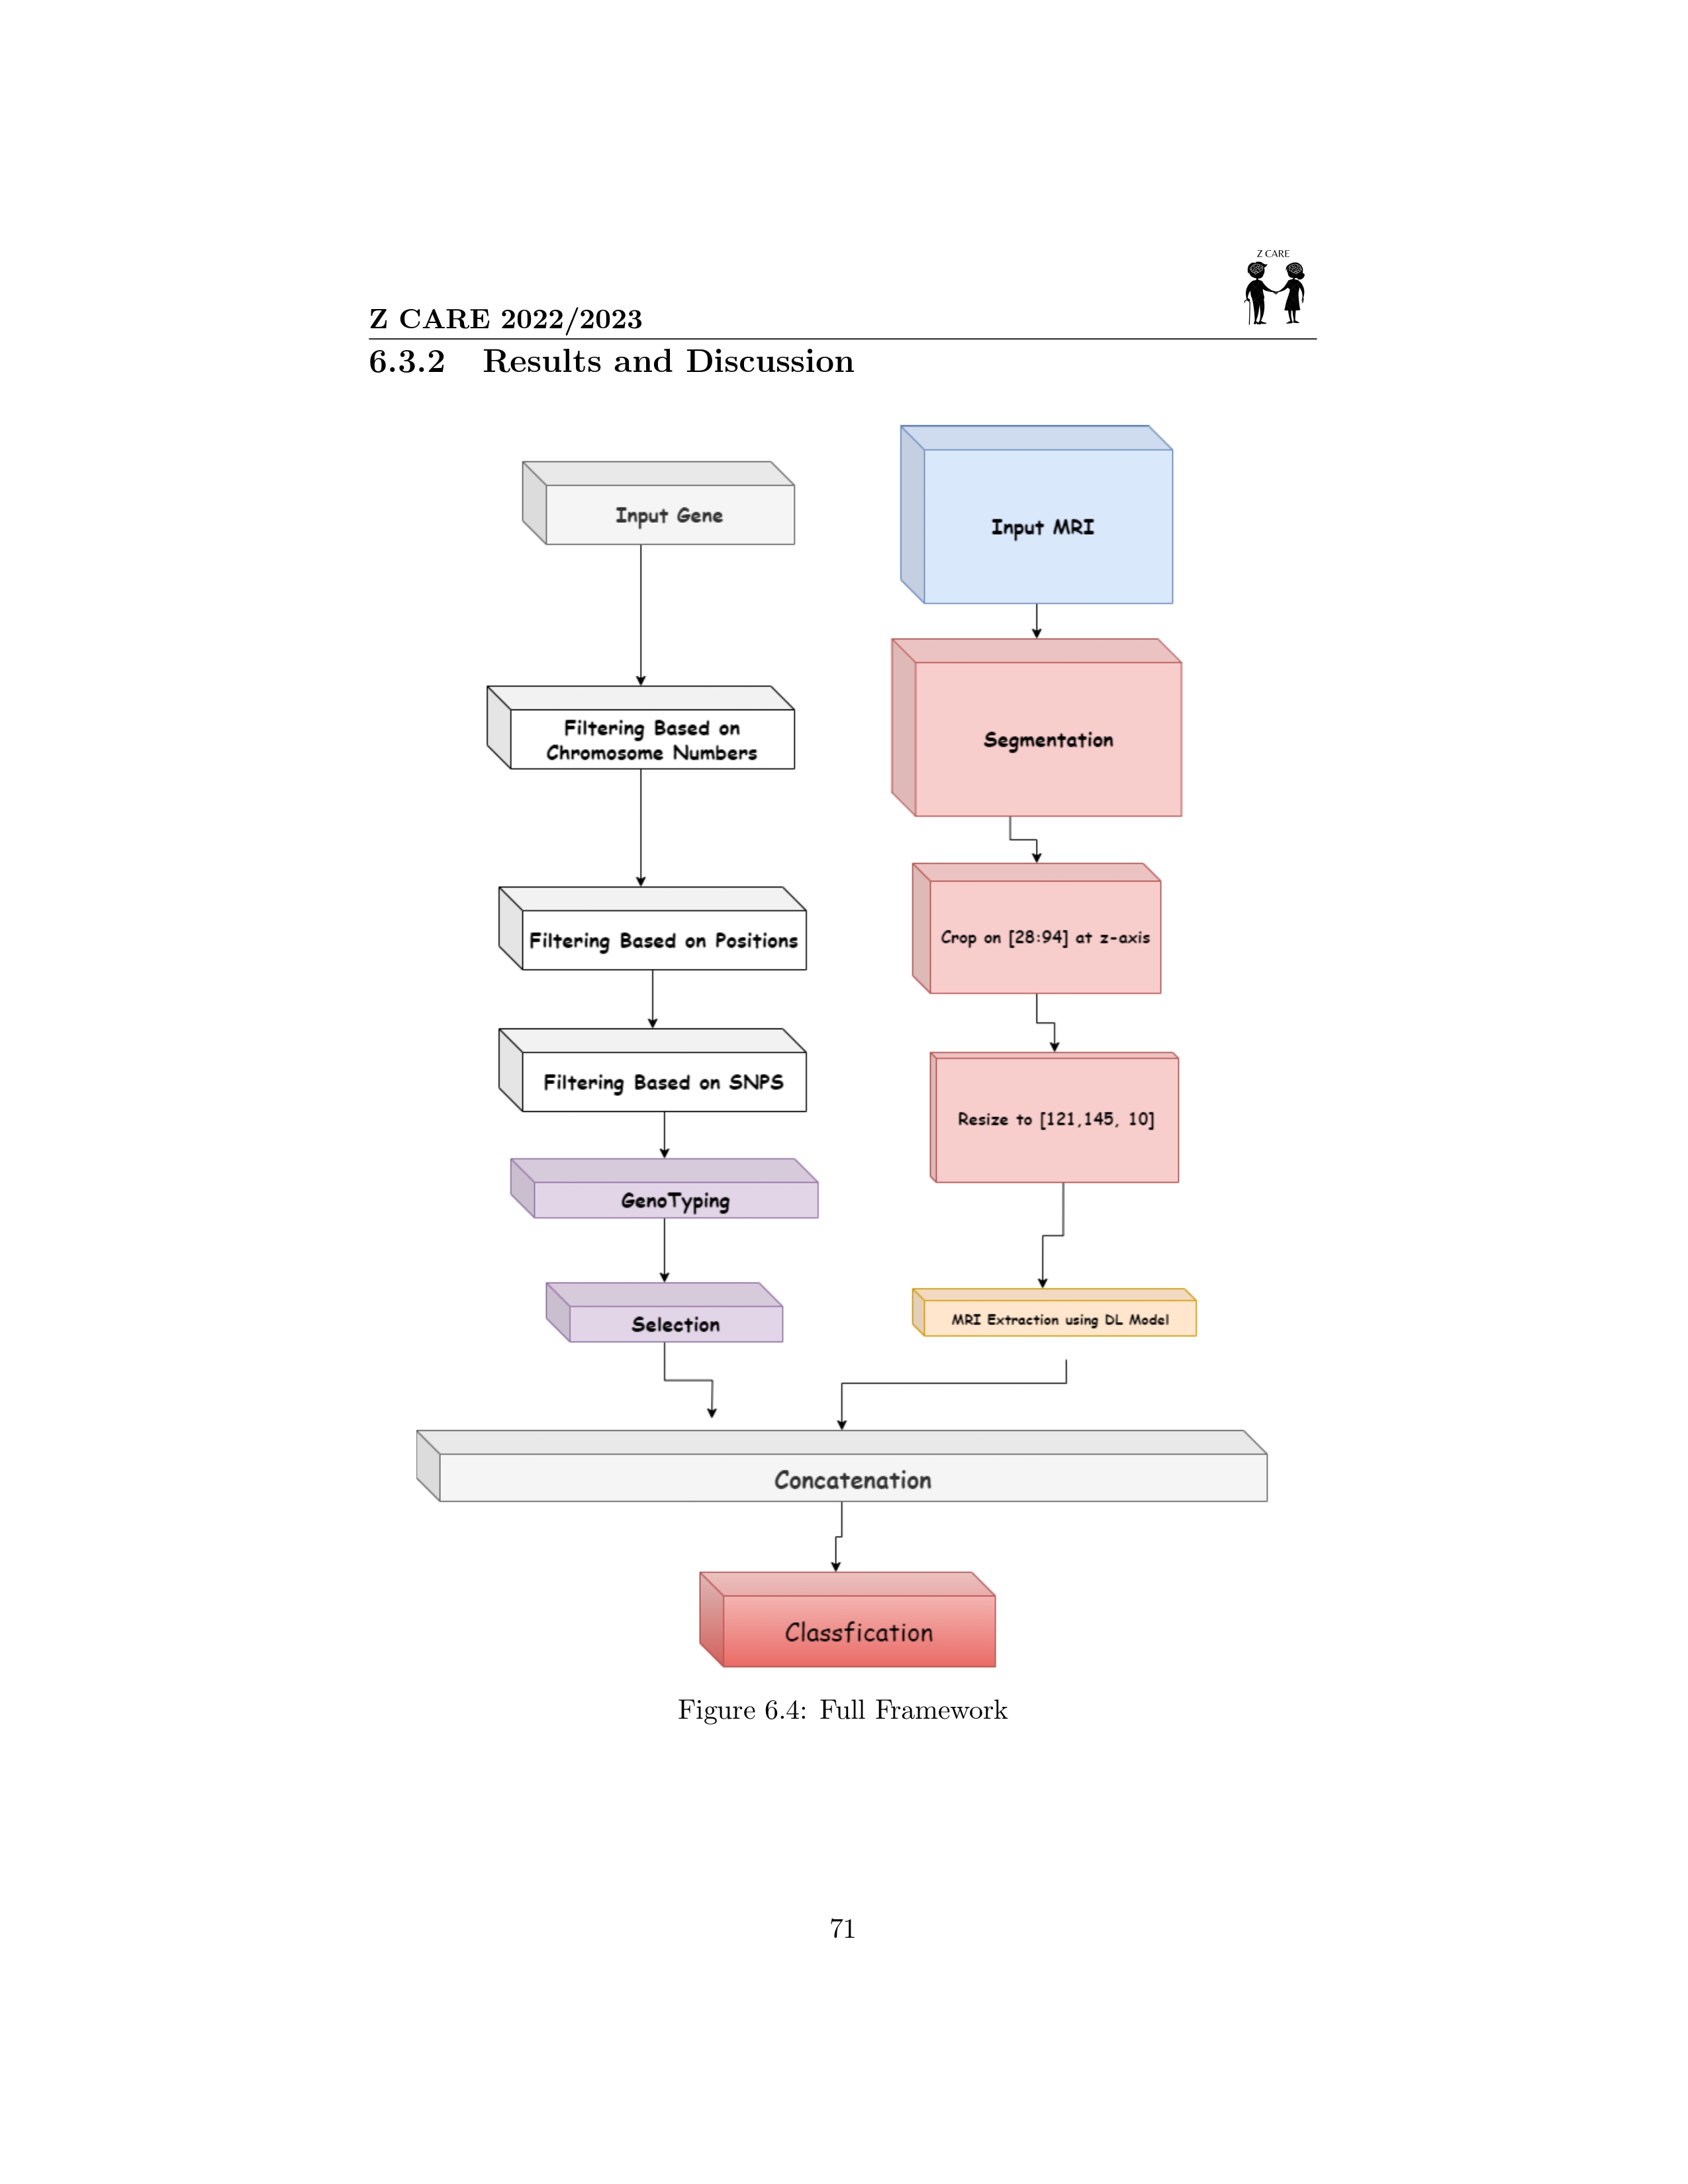 Z CARE
Z CARE 2022/2023
6.3.2 Results and Discussion
Input Gene
Filtering Based on
Chromosome Numbers
Filtering Based on Positions
Filtering Based on SNPS
GenoTyping
Selection
Input MRI
Segmentation
Crop on [28:94] at z-axis
Resize to [121,145, 10]
MRI Extraction using DL Model
Concatenation
Classfication
Figure 6.4: Full Framework
71